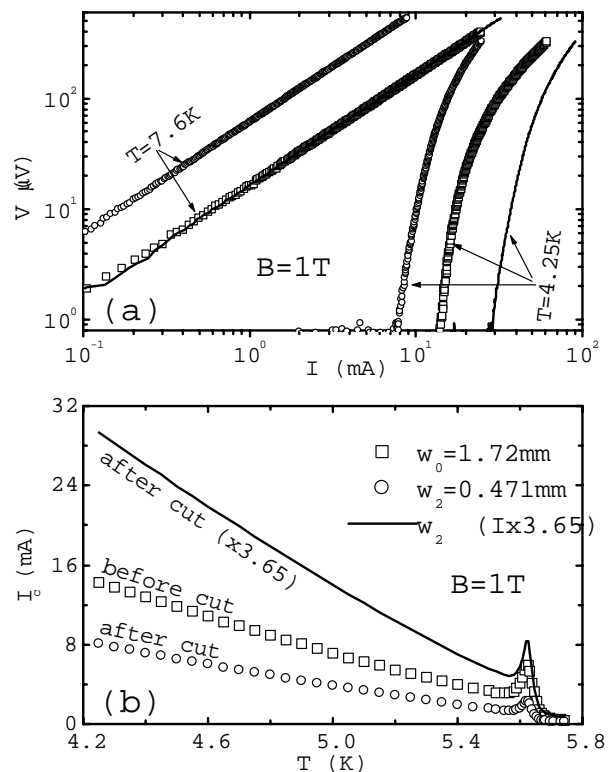 10²
10¹
10⁰
V (µV)
T=7.6K
B=1T
T=4.25K
(a)
10⁻¹ 10⁰ 10¹ 10²
I (mA)
32
24
16
8
0
I_c (mA)
after cut (x3.65)
before cut
after cut
□ w₀=1.72mm
○ w₂=0.471mm
— w₂ (Ix3.65)
B=1T
(b)
4.2 4.6 5.0 5.4 5.8
T (K)